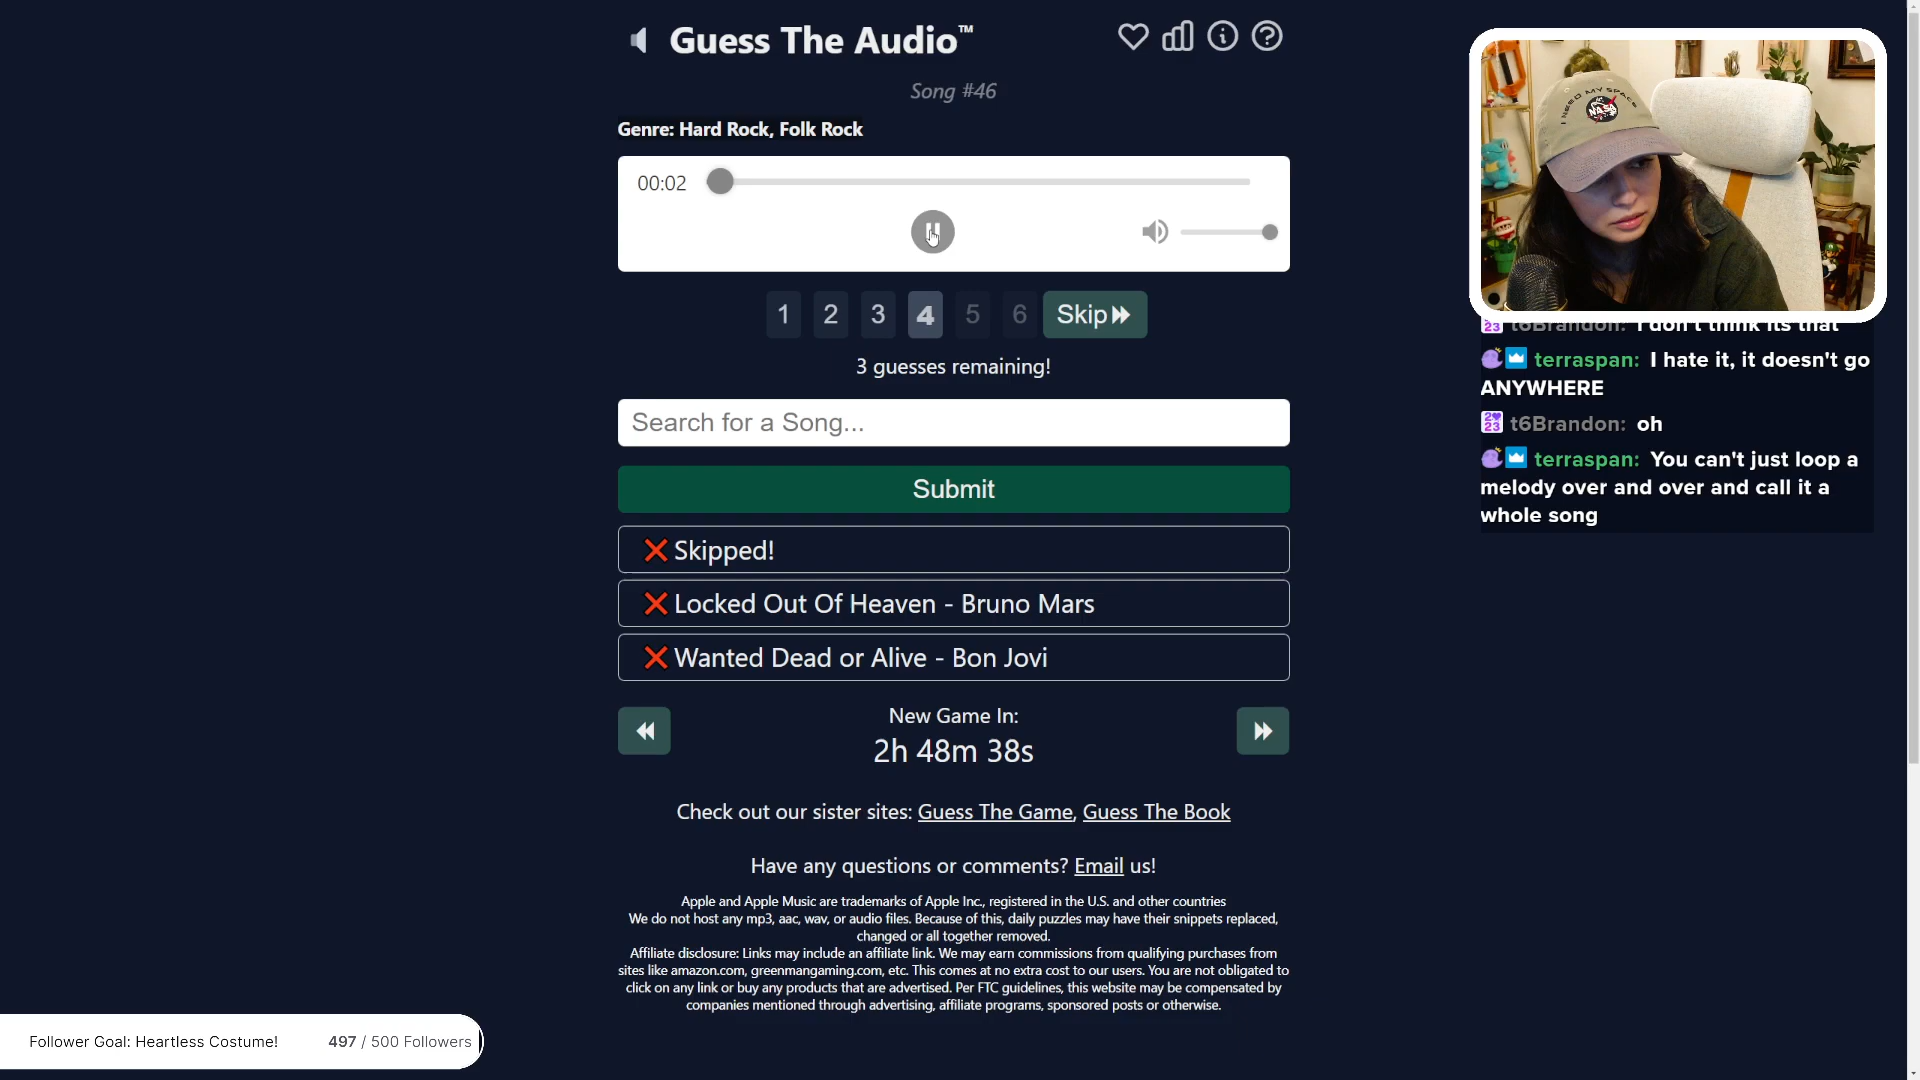 Guess The Audio™
Song #46
Genre: Hard Rock, Folk Rock
00:02
1 2 3 4 5 6 Skip
3 guesses remaining!
Search for a Song...
Submit
❌ Skipped!
❌ Locked Out Of Heaven - Bruno Mars
❌ Wanted Dead or Alive - Bon Jovi
New Game In:
2h 48m 38s
Check out our sister sites: Guess The Game, Guess The Book
Have any questions or comments? Email us!
Apple and Apple Music are trademarks of Apple Inc., registered in the U.S. and other countries
We do not host any mp3, aac, wav, or audio files. Because of this, daily puzzles may have their snippets replaced,
changed or all together removed.
Affiliate disclosure: Links may include an affiliate link. We may earn commissions from qualifying purchases from
sites like amazon.com, greenmangaming.com, etc. This comes at no extra cost to our users. You are not obligated to
click on any link or buy any products that are advertised. Per FTC guidelines, this website may be compensated by
companies mentioned through advertising, affiliate programs, sponsored posts or otherwise.
I NEED MY SPACE
NASA
t6Brandon: I don't think its that
terraspan: I hate it, it doesn't go
ANYWHERE
t6Brandon: oh
terraspan: You can't just loop a
melody over and over and call it a
whole song
Follower Goal: Heartless Costume! 497 / 500 Followers